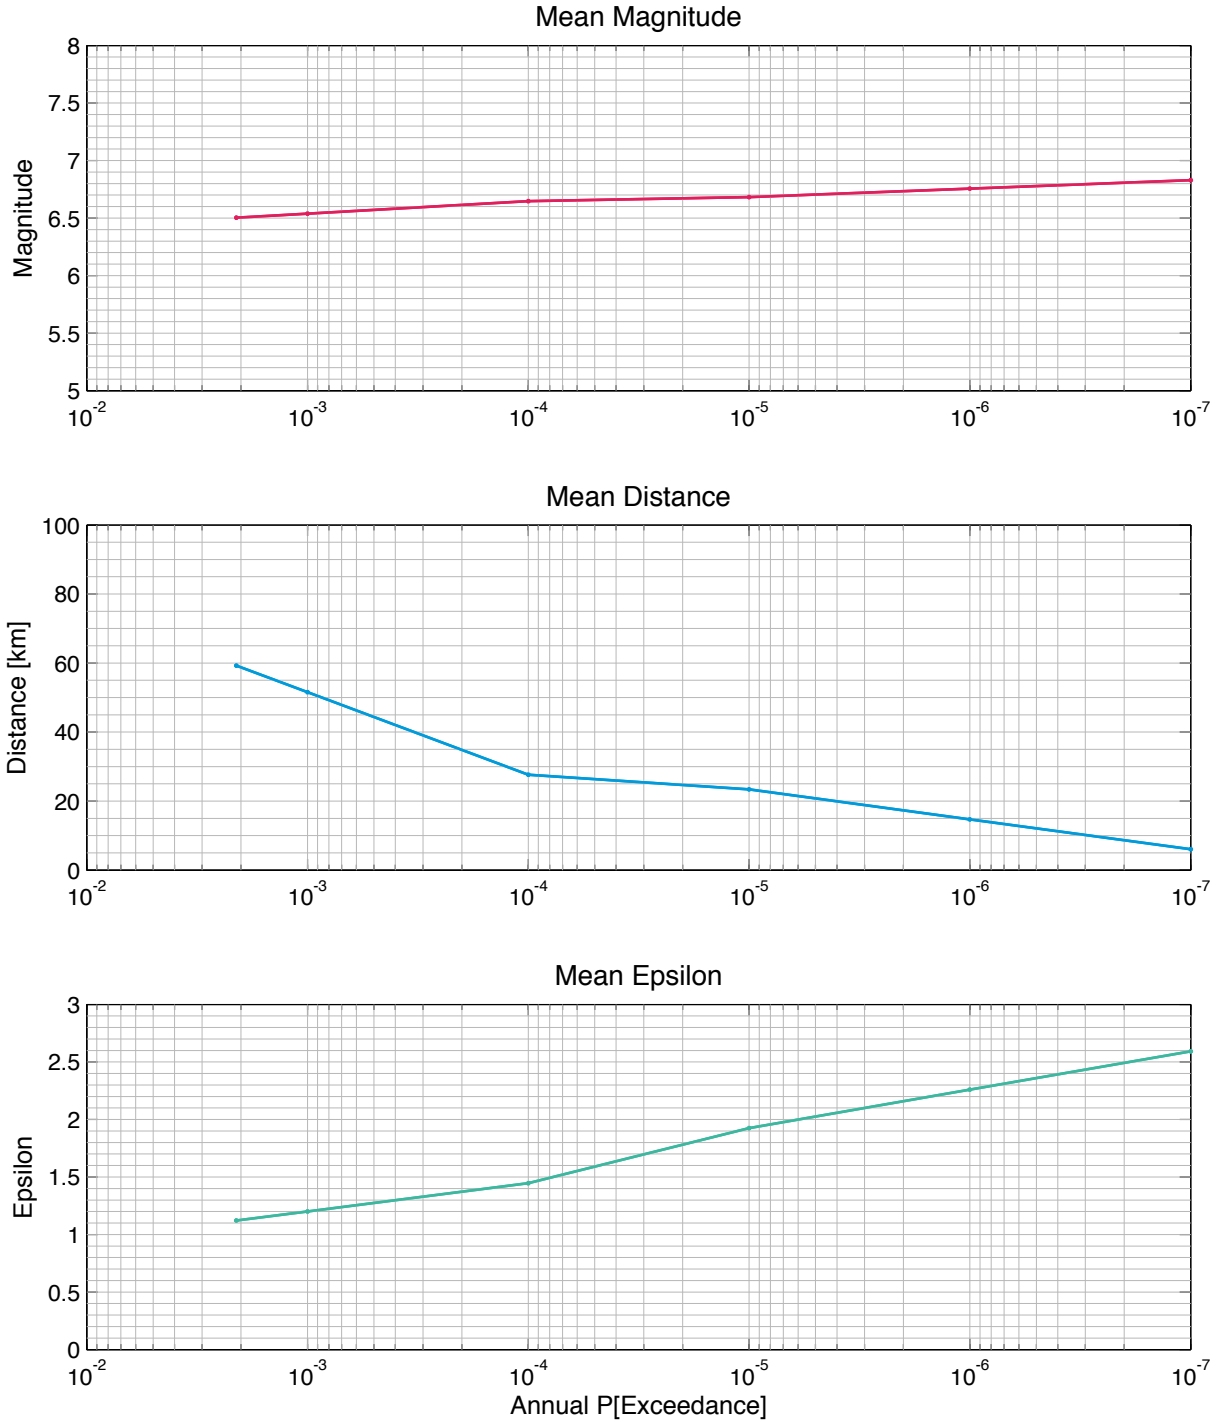 Mean Magnitude
8
7.5
7
6.5
6
5.5
5
Magnitude
10-2 10-3 10-4 10-5 10-6 10-7
Mean Distance
100
80
60
40
20
0
Distance [km]
10-2 10-3 10-4 10-5 10-6 10-7
Mean Epsilon
3
2.5
2
1.5
1
0.5
0
Epsilon
10-2 10-3 10-4 10-5 10-6 10-7
Annual P[Exceedance]